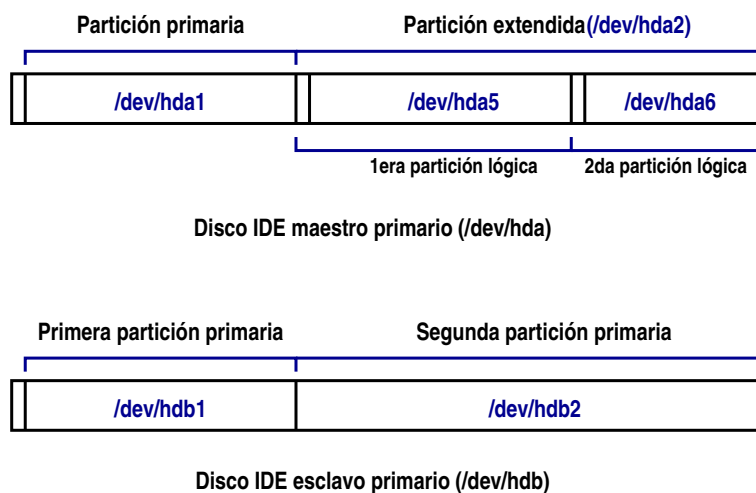 Partición primaria Partición extendida(/dev/hda2)
/dev/hda1 /dev/hda5 /dev/hda6
1era partición lógica 2da partición lógica
Disco IDE maestro primario (/dev/hda)
Primera partición primaria Segunda partición primaria
/dev/hdb1 /dev/hdb2
Disco IDE esclavo primario (/dev/hdb)